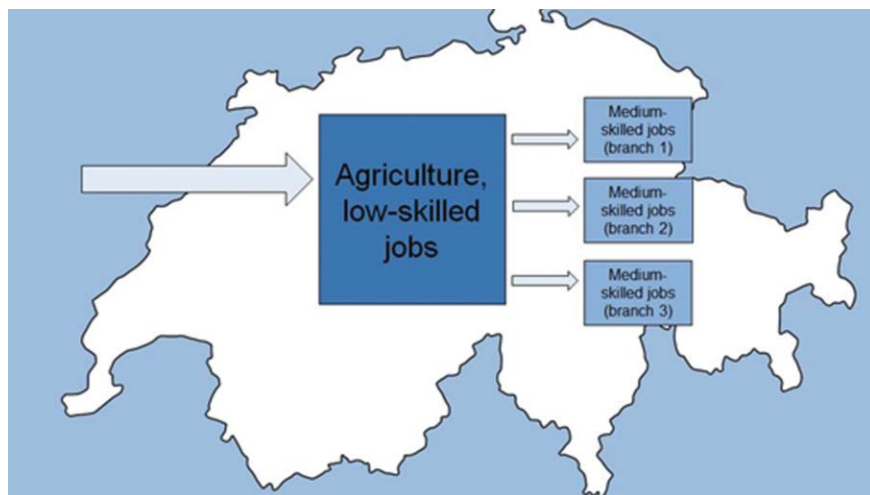 Agriculture,
low-skilled
jobs
Medium-
skilled jobs
(branch 1)
Medium-
skilled jobs
(branch 2)
Medium-
skilled jobs
(branch 3)